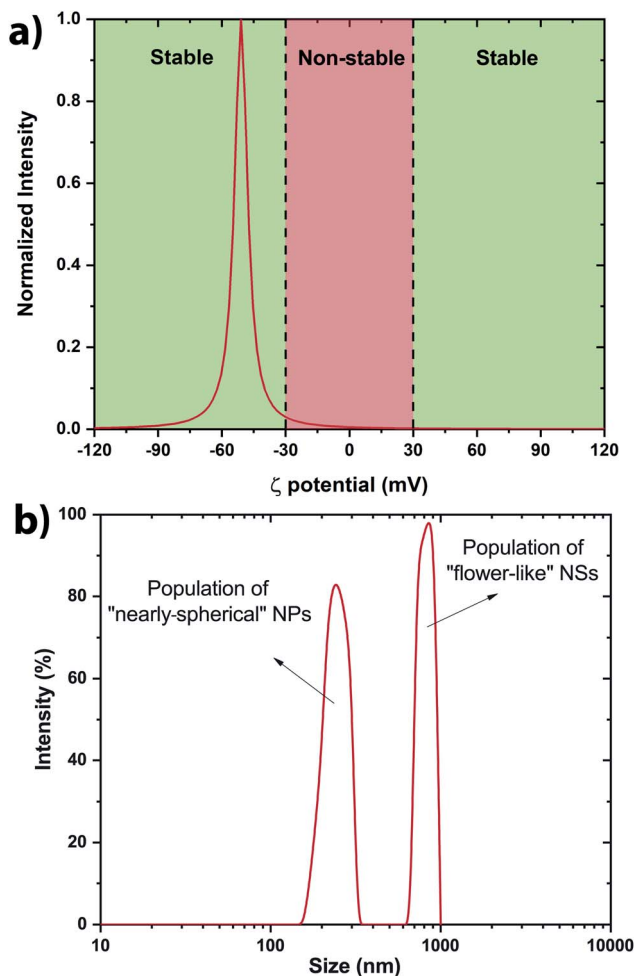 a)
1.0
Stable
Non-stable
Stable
0.8
0.6
0.4
0.2
0.0
Normalized Intensity
-120 -90 -60 -30 0 30 60 90 120
ζ potential (mV)
b)
100
Population of
"flower-like" NSs
80
Population of
"nearly-spherical" NPs
60
40
20
0
Intensity (%)
10 100 1000 10000
Size (nm)